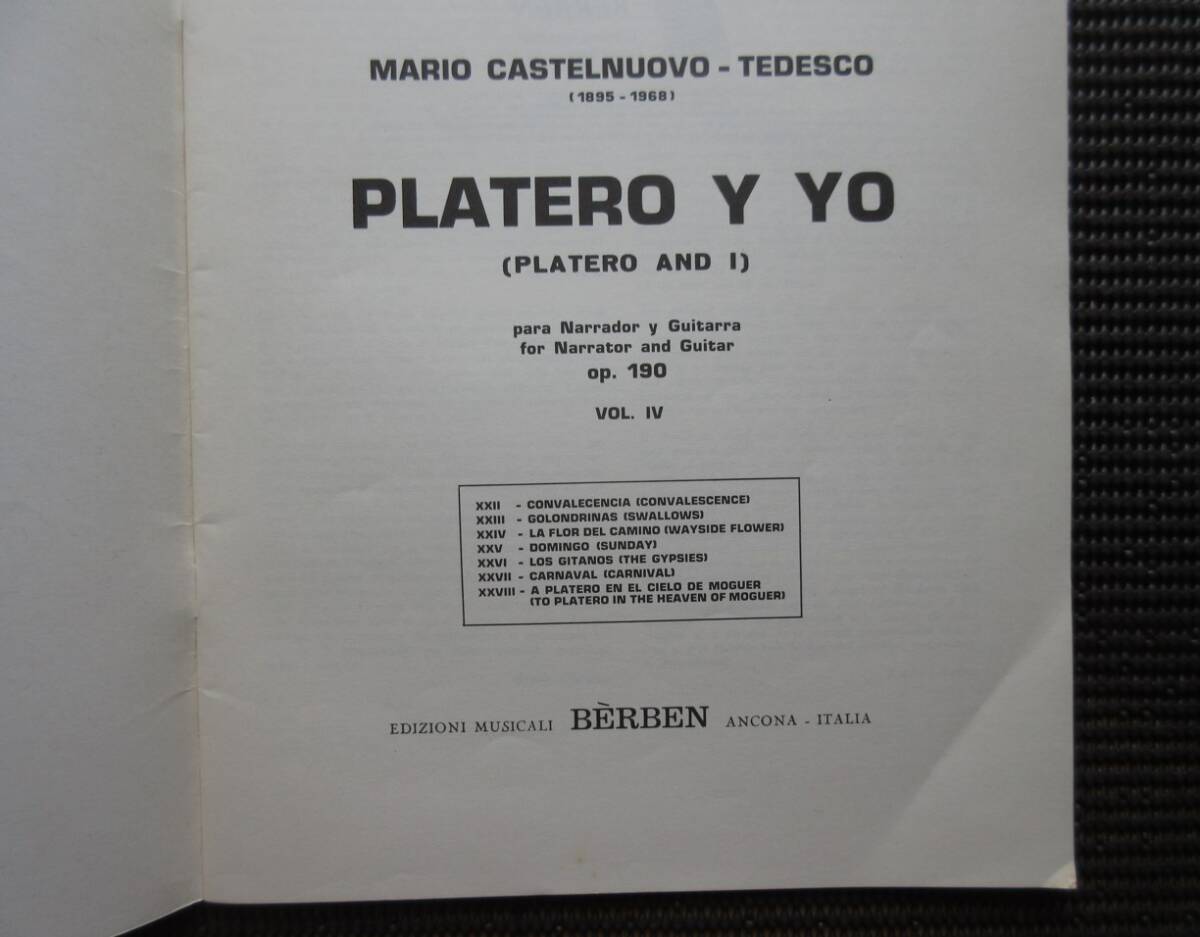 MARIO CASTELNUOVO - TEDESCO
(1895 - 1968)
PLATERO Y YO
(PLATERO AND I)
para Narrador y Guitarra
for Narrator and Guitar
op. 190
VOL. IV
XXII - CONVALECENCIA (CONVALESCENCE)
XXIII - GOLONDRINAS (SWALLOWS)
XXIV - LA FLOR DEL CAMINO (WAYSIDE FLOWER)
XXV - DOMINGO (SUNDAY)
XXVI - LOS GITANOS (THE GYPSIES)
XXVII - CARNAVAL (CARNIVAL)
XXVIII - A PLATERO EN EL CIELO DE MOGUER
(TO PLATERO IN THE HEAVEN OF MOGUER)
EDIZIONI MUSICALI BÈRBEN ANCONA - ITALIA